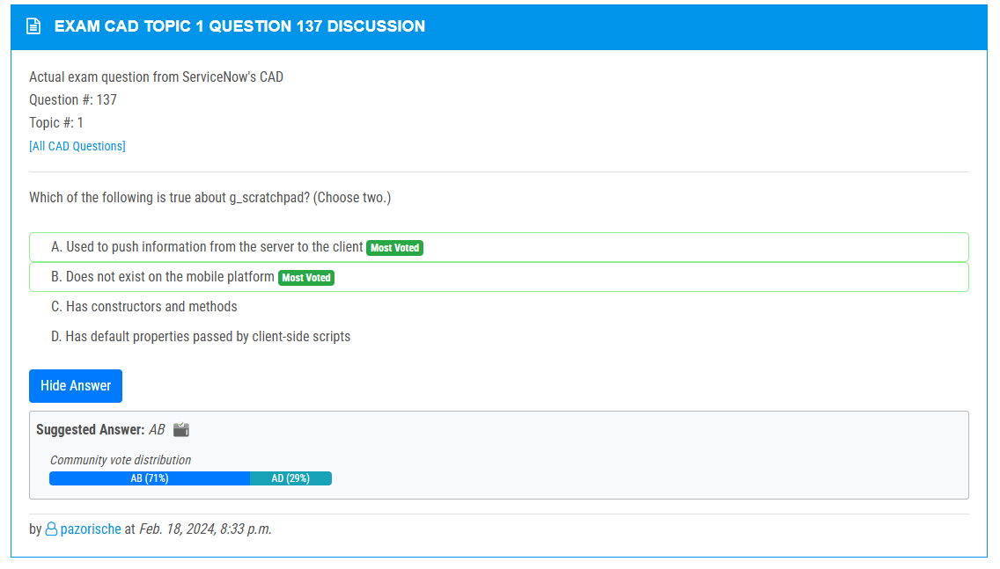 EXAM CAD TOPIC 1 QUESTION 137 DISCUSSION
Actual exam question from ServiceNow's CAD
Question #: 137
Topic #: 1
[All CAD Questions]
Which of the following is true about g_scratchpad? (Choose two.)
A. Used to push information from the server to the client Most Voted
B. Does not exist on the mobile platform Most Voted
C. Has constructors and methods
D. Has default properties passed by client-side scripts
Hide Answer
Suggested Answer: AB
Community vote distribution
AB (71%) AD (29%)
by pazorische at Feb. 18, 2024, 8:33 p.m.